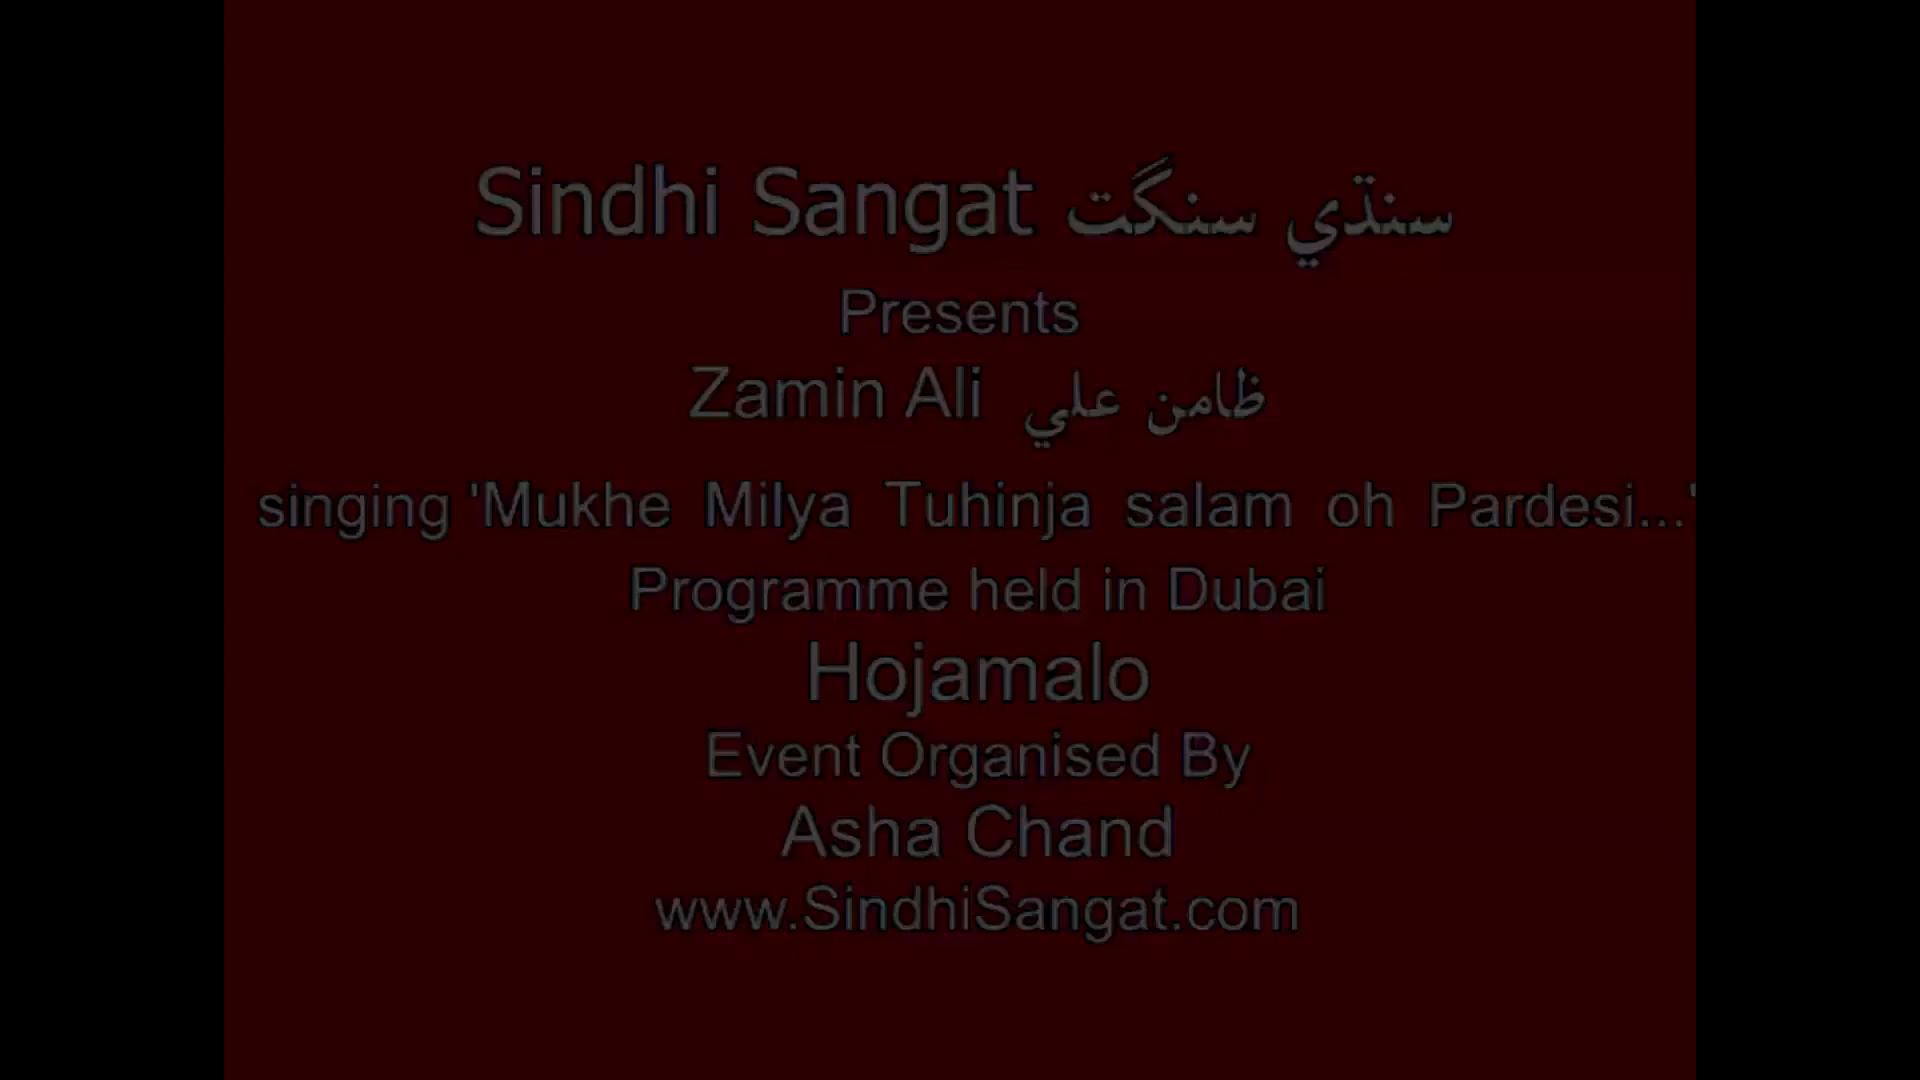 Sindhi Sangat سنڌي سنگت
Presents
Zamin Ali ظامن علي
singing 'Mukhe Milya Tuhinja salam oh Pardesi...'
Programme held in Dubai
Hojamalo
Event Organised By
Asha Chand
www.SindhiSangat.com